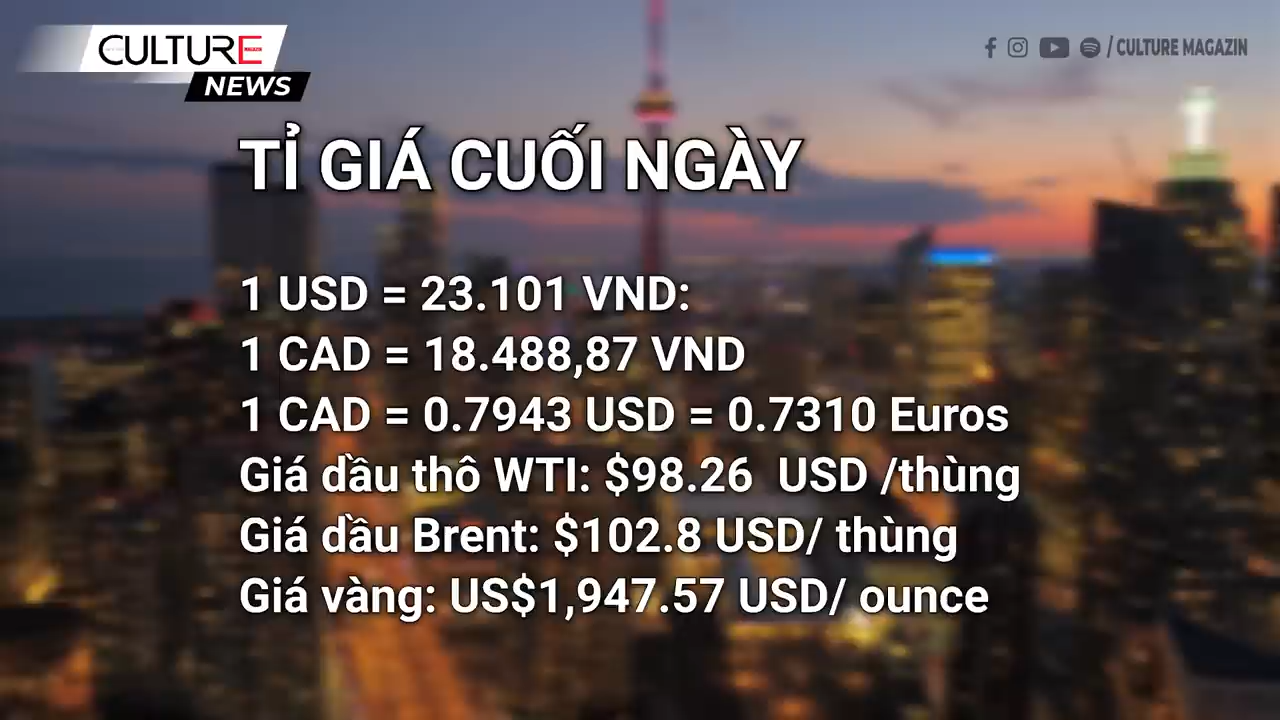 CULTURE
NEWS
/ CULTURE MAGAZIN
TỈ GIÁ CUỐI NGÀY
1 USD = 23.101 VND:
1 CAD = 18.488,87 VND
1 CAD = 0.7943 USD = 0.7310 Euros
Giá dầu thô WTI: $98.26 USD /thùng
Giá dầu Brent: $102.8 USD/ thùng
Giá vàng: US$1,947.57 USD/ ounce